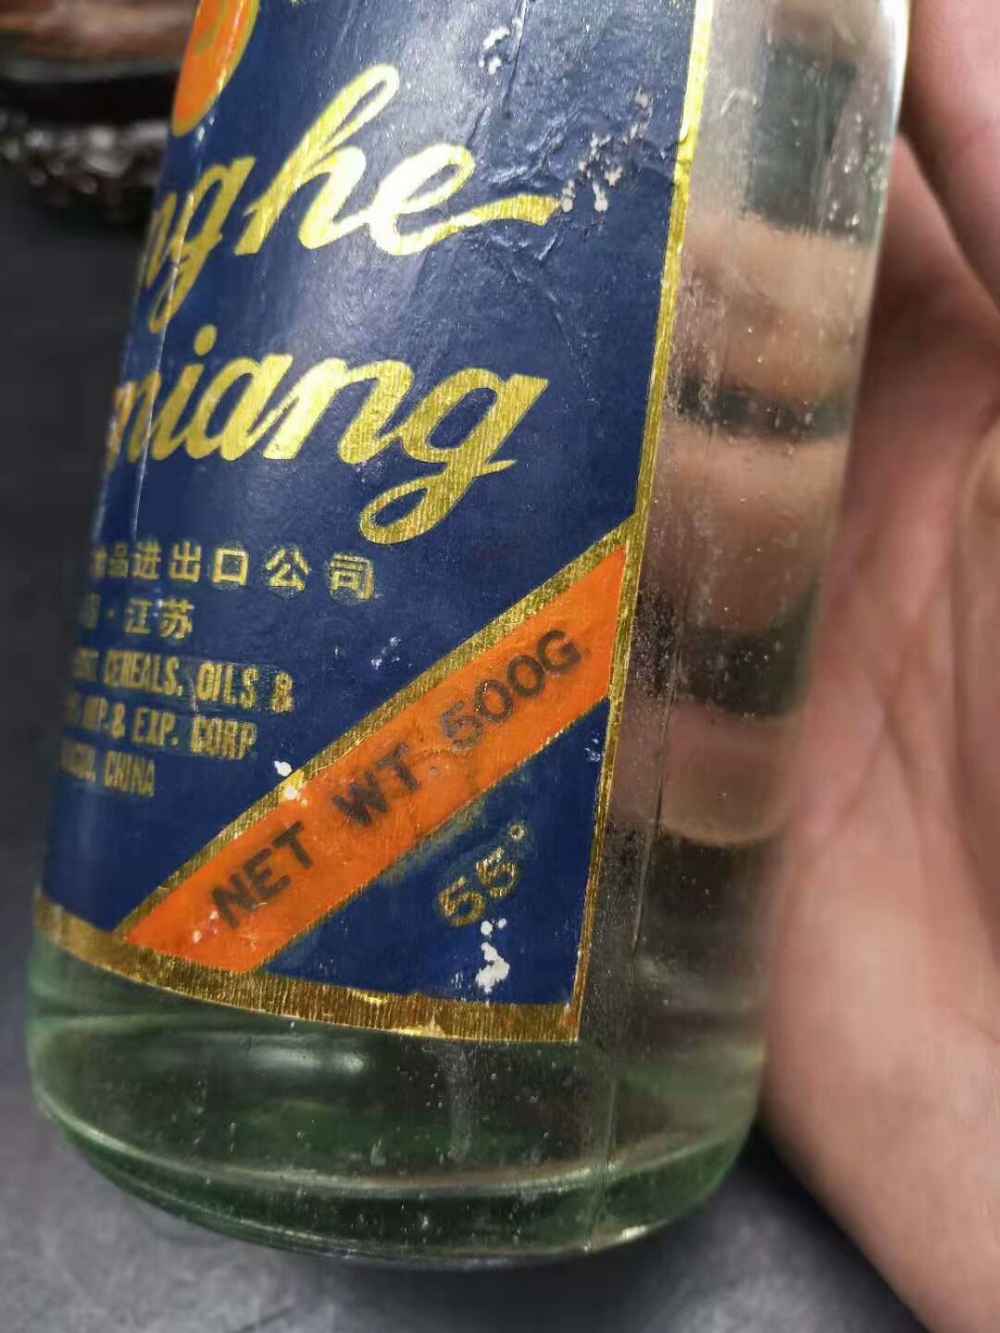 nghe
niang
食品进出口公司
·江苏
CEREALS, OILS &
IMP. & EXP. CORP
CHINA
NET WT 500G
55°